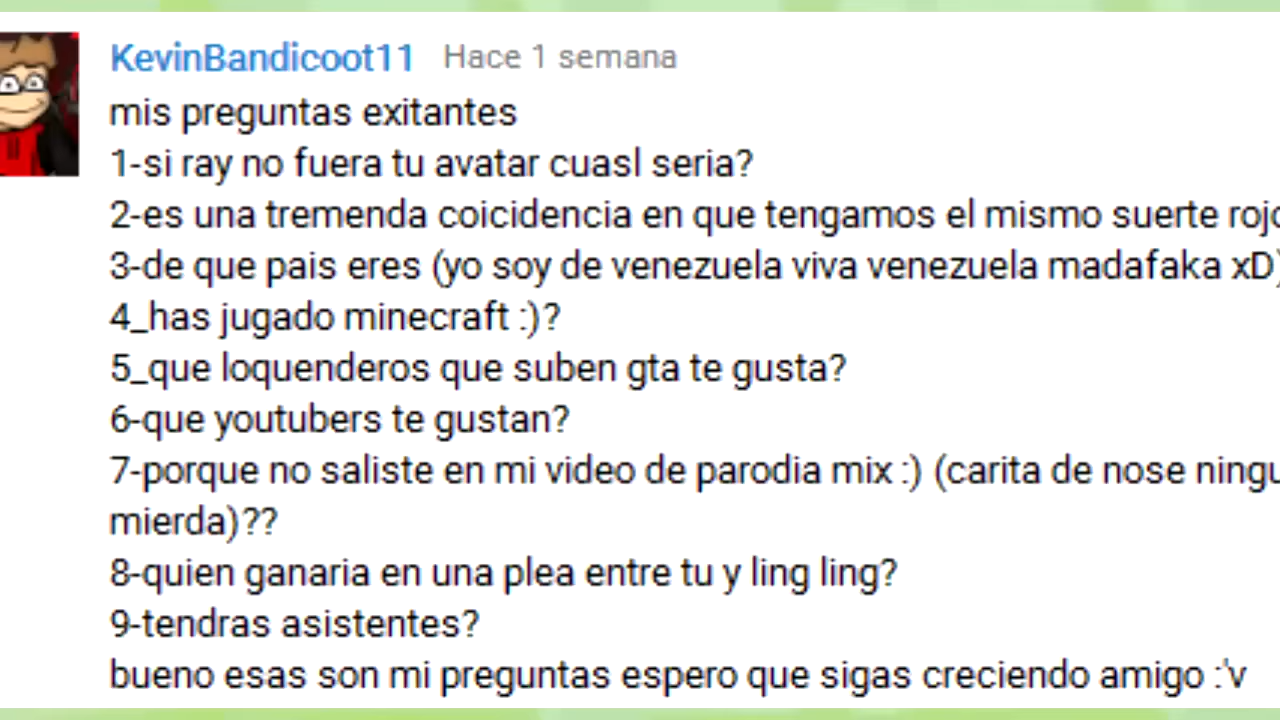 KevinBandicoot11 Hace 1 semana
mis preguntas exitantes
1-si ray no fuera tu avatar cuasl seria?
2-es una tremenda coicidencia en que tengamos el mismo suerte rojo
3-de que pais eres (yo soy de venezuela viva venezuela madafaka xD)
4_has jugado minecraft :)?
5_que loquenderos que suben gta te gusta?
6-que youtubers te gustan?
7-porque no saliste en mi video de parodia mix :) (carita de nose ningu
mierda)??
8-quien ganaria en una plea entre tu y ling ling?
9-tendras asistentes?
bueno esas son mi preguntas espero que sigas creciendo amigo :'v